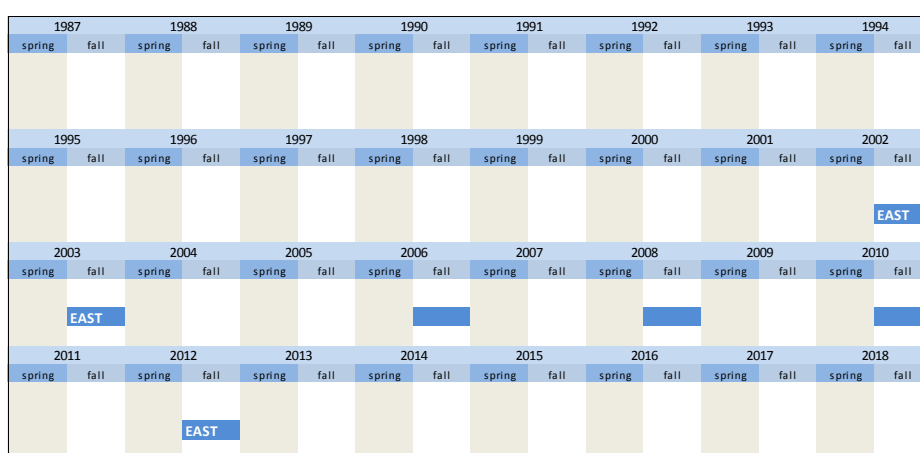 1987 1988 1989 1990 1991 1992 1993 1994
spring fall spring fall spring fall spring fall spring fall spring fall spring fall spring fall
1995 1996 1997 1998 1999 2000 2001 2002
spring fall spring fall spring fall spring fall spring fall spring fall spring fall spring fall
EAST
2003 2004 2005 2006 2007 2008 2009 2010
spring fall spring fall spring fall spring fall spring fall spring fall spring fall spring fall
EAST
2011 2012 2013 2014 2015 2016 2017 2018
spring fall spring fall spring fall spring fall spring fall spring fall spring fall spring fall
EAST